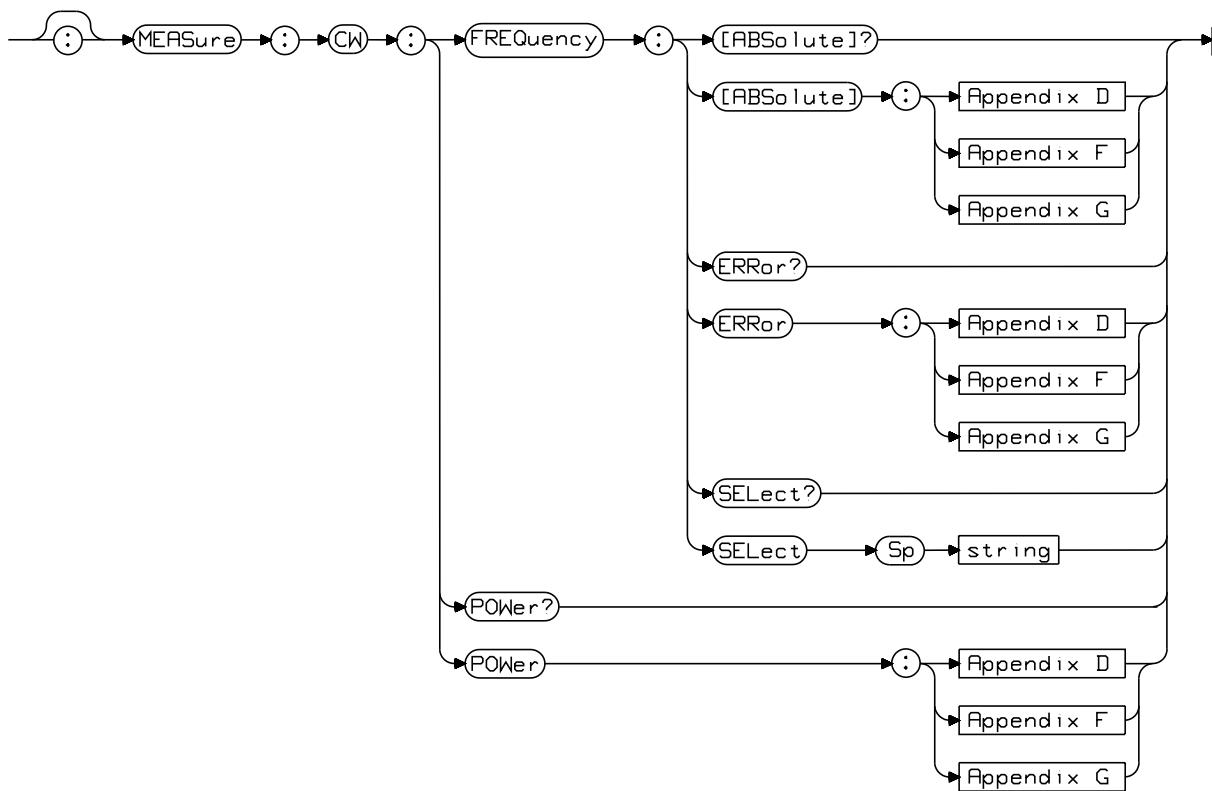 : MEASure : CW : FREQuency : [ABSolute]?
[ABSolute] : Appendix D
Appendix F
Appendix G
ERRor?
ERRor : Appendix D
Appendix F
Appendix G
SELect?
SELect Sp string
POWer?
POWer : Appendix D
Appendix F
Appendix G